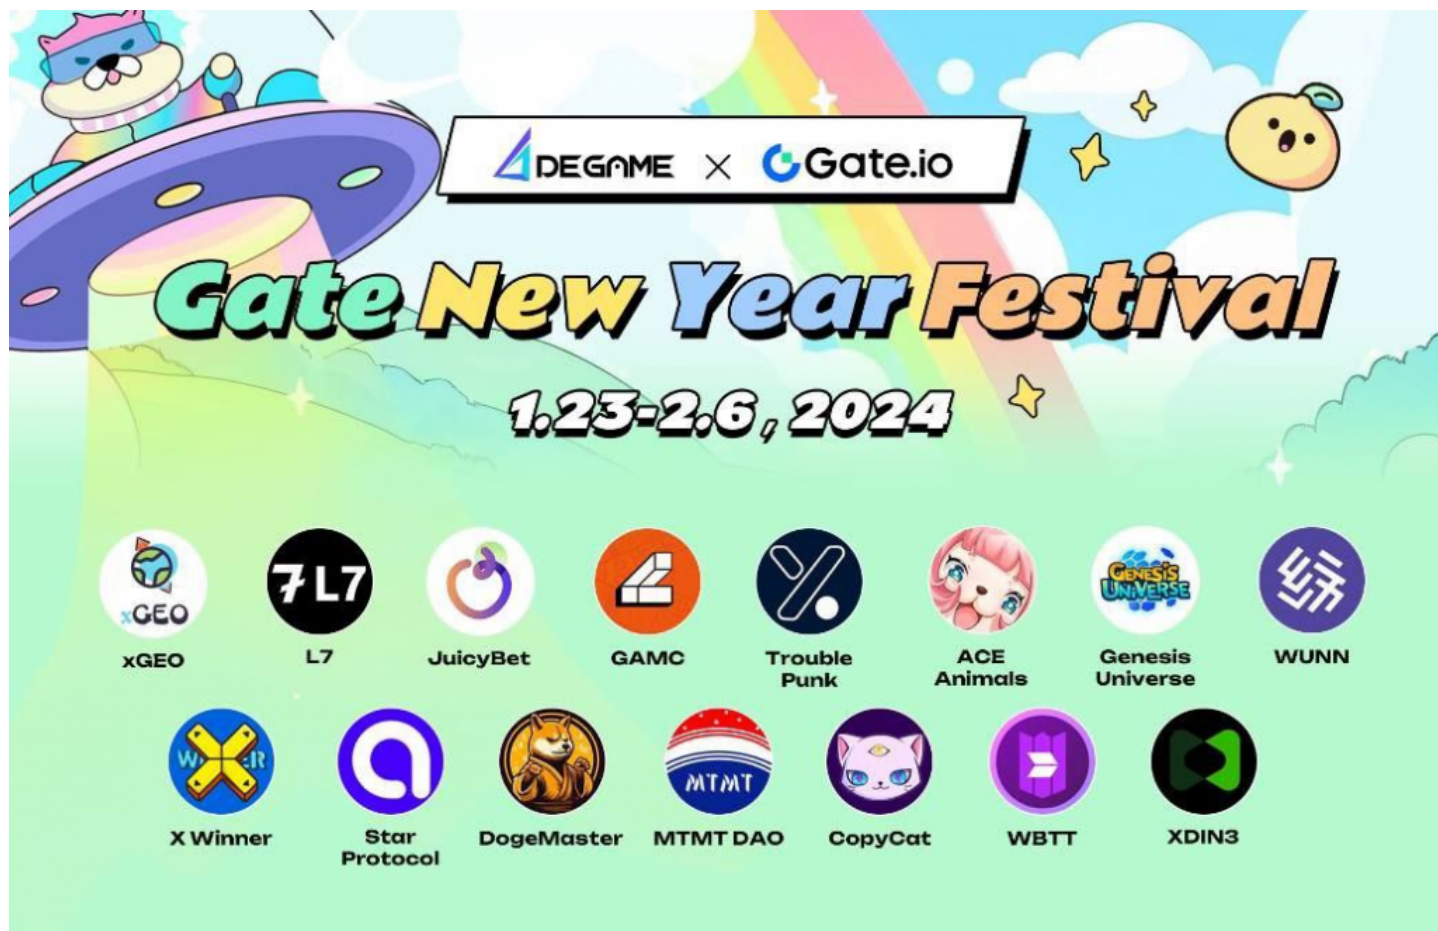 DEGAME × Gate.io
Gate New Year Festival
1.23-2.6, 2024
xGEO
L7
GENESIS
UNIVERSE
xGEO
L7
JuicyBet
GAMC
Trouble
Punk
ACE
Animals
Genesis
Universe
WUNN
MTMT
X Winner
Star
Protocol
DogeMaster
MTMT DAO
CopyCat
WBTT
XDIN3